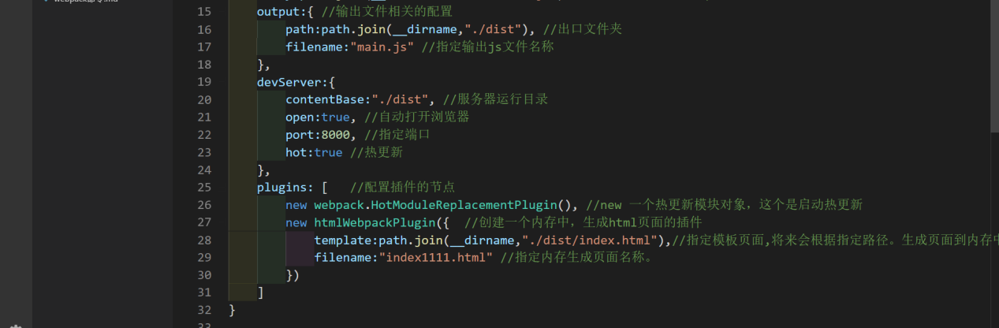 15 output:{ //输出文件相关的配置
16 path:path.join(__dirname,"./dist"), //出口文件夹
17 filename:"main.js" //指定输出js文件名称
18 },
19 devServer:{
20 contentBase:"./dist", //服务器运行目录
21 open:true, //自动打开浏览器
22 port:8000, //指定端口
23 hot:true //热更新
24 },
25 plugins: [ //配置插件的节点
26 new webpack.HotModuleReplacementPlugin(), //new 一个热更新模块对象，这个是启动热更新
27 new htmlWebpackPlugin({ //创建一个内存中，生成html页面的插件
28 template:path.join(__dirname,"./dist/index.html"),//指定模板页面,将来会根据指定路径。生成页面到内存中
29 filename:"index1111.html" //指定内存生成页面名称。
30 })
31 ]
32 }